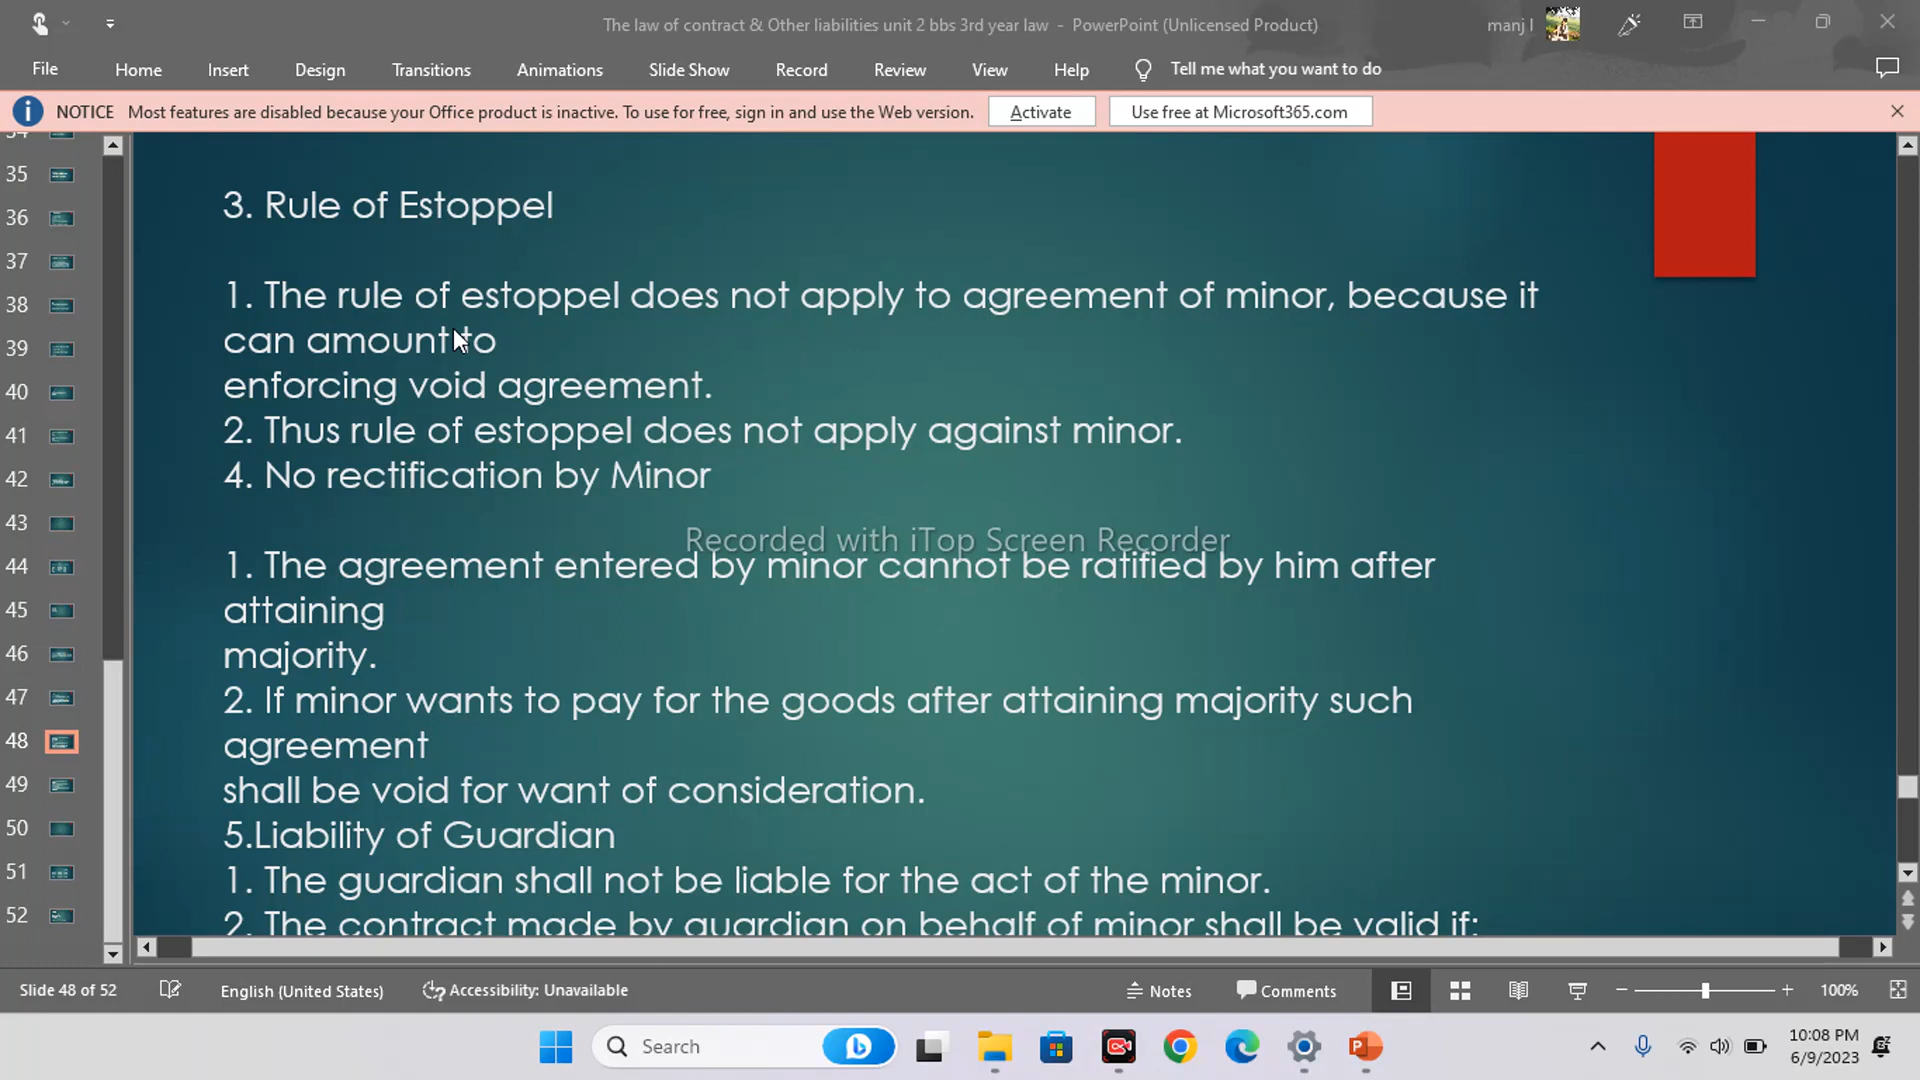 The law of contract & Other liabilities unit 2 bbs 3rd year law - PowerPoint (Unlicensed Product)
manj l
File Home Insert Design Transitions Animations Slide Show Record Review View Help Tell me what you want to do
NOTICE Most features are disabled because your Office product is inactive. To use for free, sign in and use the Web version. Activate Use free at Microsoft365.com
34
35
36
37
38
39
40
41
42
43
44
45
46
47
48
49
50
51
52
3. Rule of Estoppel
1. The rule of estoppel does not apply to agreement of minor, because it
can amount to
enforcing void agreement.
2. Thus rule of estoppel does not apply against minor.
4. No rectification by Minor
Recorded with iTop Screen Recorder
1. The agreement entered by minor cannot be ratified by him after
attaining
majority.
2. If minor wants to pay for the goods after attaining majority such
agreement
shall be void for want of consideration.
5.Liability of Guardian
1. The guardian shall not be liable for the act of the minor.
2. The contract made by guardian on behalf of minor shall be valid if:
Slide 48 of 52 English (United States) Accessibility: Unavailable Notes Comments 100%
Search
10:08 PM
6/9/2023